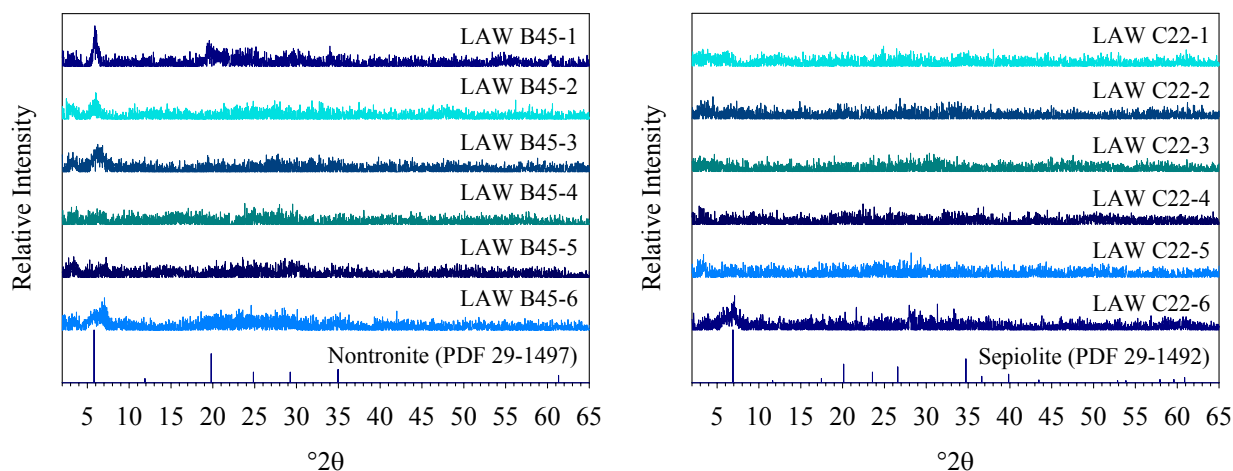 Relative Intensity
LAW B45-1
LAW B45-2
LAW B45-3
LAW B45-4
LAW B45-5
LAW B45-6
Nontronite (PDF 29-1497)
5 10 15 20 25 30 35 40 45 50 55 60 65
°2θ
Relative Intensity
LAW C22-1
LAW C22-2
LAW C22-3
LAW C22-4
LAW C22-5
LAW C22-6
Sepiolite (PDF 29-1492)
5 10 15 20 25 30 35 40 45 50 55 60 65
°2θ